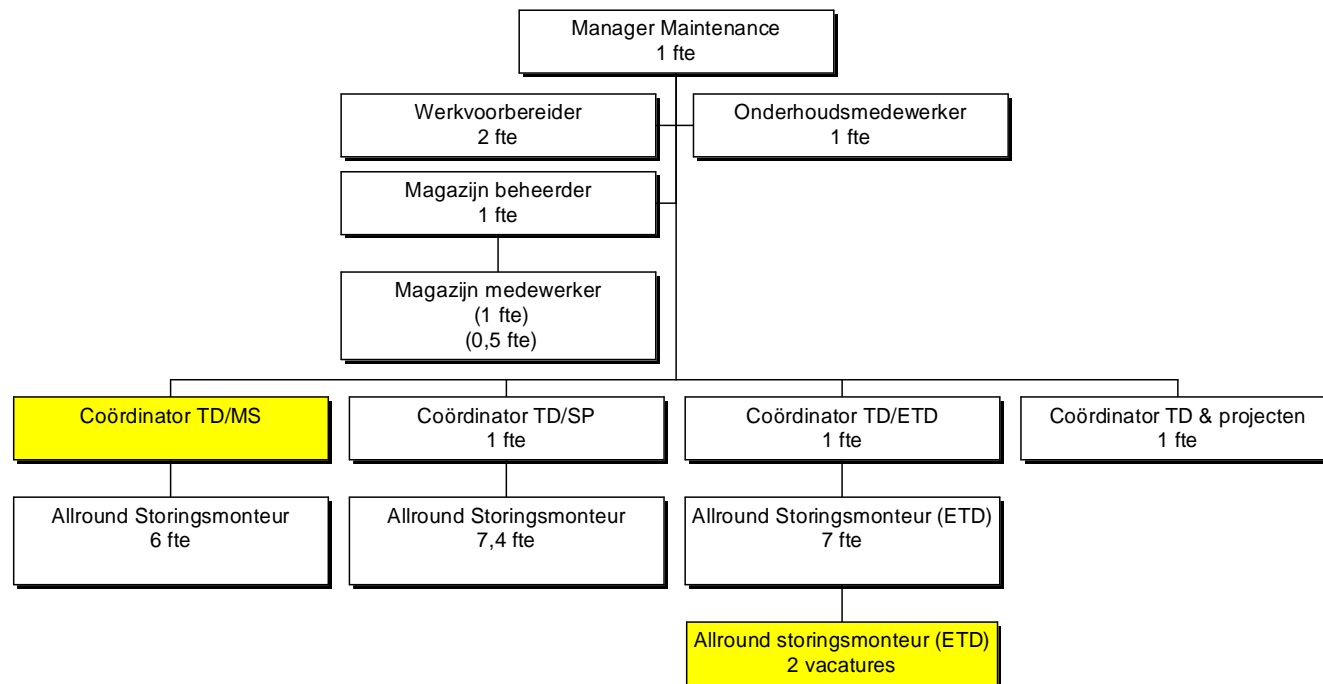 Manager Maintenance
1 fte
Werkvoorbereider
2 fte
Onderhoudsmedewerker
1 fte
Magazijn beheerder
1 fte
Magazijn medewerker
(1 fte)
(0,5 fte)
Coördinator TD/MS
Coördinator TD/SP
1 fte
Coördinator TD/ETD
1 fte
Coördinator TD & projecten
1 fte
Allround Storingsmonteur
6 fte
Allround Storingsmonteur
7,4 fte
Allround Storingsmonteur (ETD)
7 fte
Allround storingsmonteur (ETD)
2 vacatures